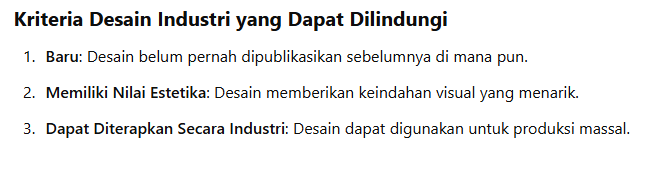 Kriteria Desain Industri yang Dapat Dilindungi
1. Baru: Desain belum pernah dipublikasikan sebelumnya di mana pun.
2. Memiliki Nilai Estetika: Desain memberikan keindahan visual yang menarik.
3. Dapat Diterapkan Secara Industri: Desain dapat digunakan untuk produksi massal.